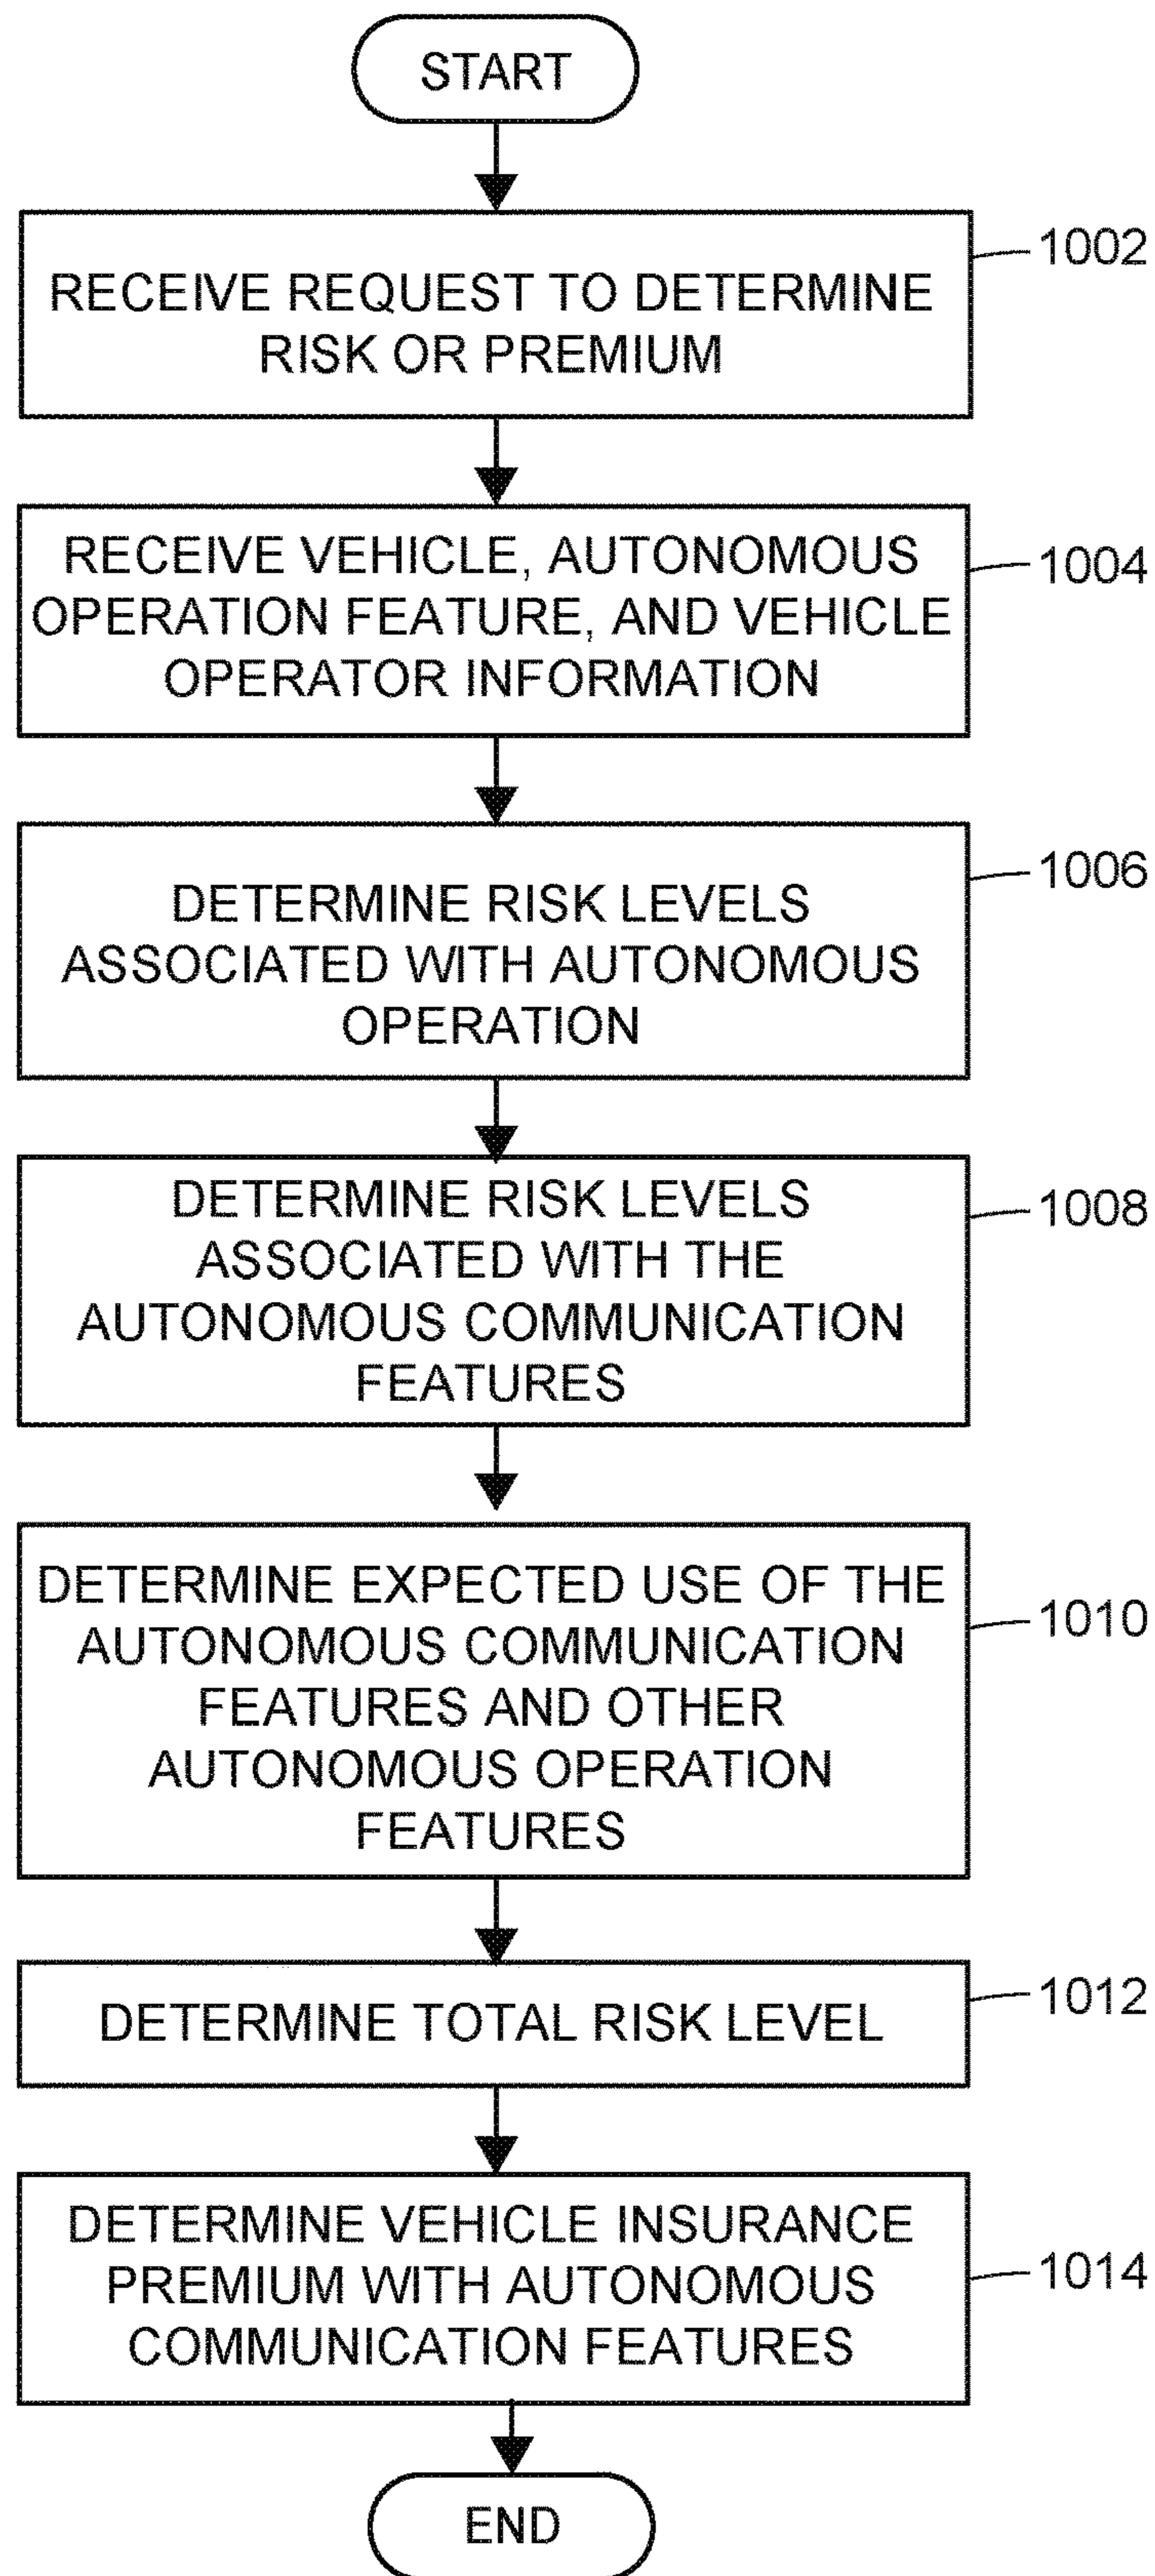 START
1002
RECEIVE REQUEST TO DETERMINE
RISK OR PREMIUM
1004
RECEIVE VEHICLE, AUTONOMOUS
OPERATION FEATURE, AND VEHICLE
OPERATOR INFORMATION
1006
DETERMINE RISK LEVELS
ASSOCIATED WITH AUTONOMOUS
OPERATION
1008
DETERMINE RISK LEVELS
ASSOCIATED WITH THE
AUTONOMOUS COMMUNICATION
FEATURES
1010
DETERMINE EXPECTED USE OF THE
AUTONOMOUS COMMUNICATION
FEATURES AND OTHER
AUTONOMOUS OPERATION
FEATURES
1012
DETERMINE TOTAL RISK LEVEL
1014
DETERMINE VEHICLE INSURANCE
PREMIUM WITH AUTONOMOUS
COMMUNICATION FEATURES
END